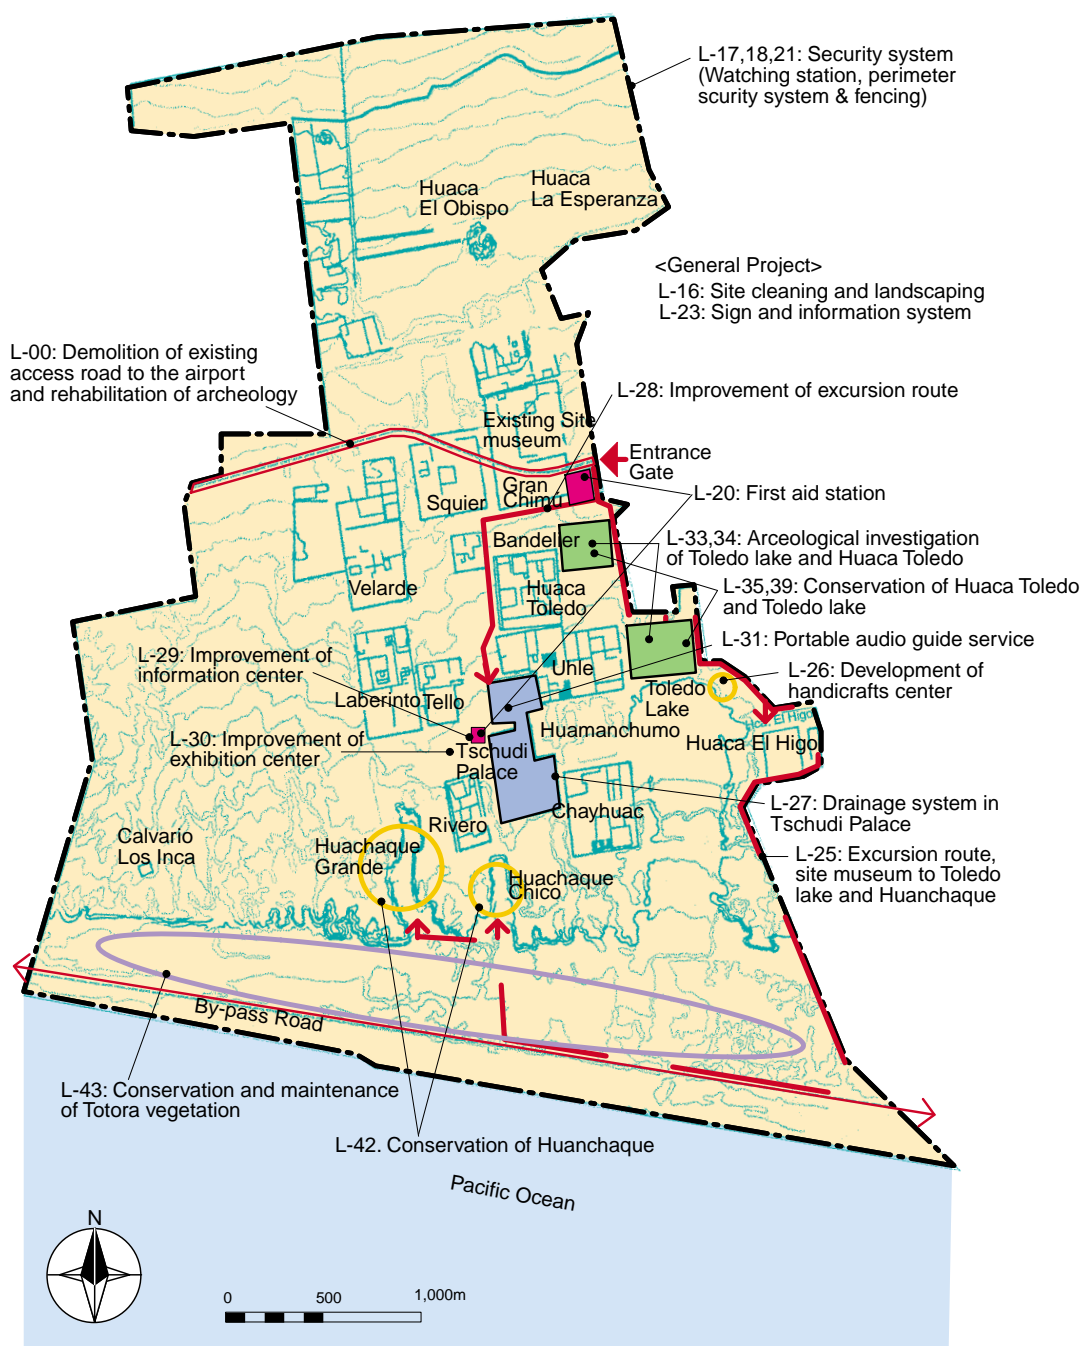 L-17,18,21: Security system
(Watching station, perimeter
scurity system & fencing)
Huaca
El Obispo
Huaca
La Esperanza
<General Project>
L-16: Site cleaning and landscaping
L-23: Sign and information system
L-00: Demolition of existing
access road to the airport
and rehabilitation of archeology
L-28: Improvement of excursion route
Existing Site
museum
Entrance
Gate
Gran
Chimu
Squier
L-20: First aid station
Bandelier
L-33,34: Arceological investigation
of Toledo lake and Huaca Toledo
Velarde
Huaca
Toledo
L-35,39: Conservation of Huaca Toledo
and Toledo lake
L-31: Portable audio guide service
L-29: Improvement of
information center
Uhle
L-26: Development of
handicrafts center
Laberinto
Tello
Toledo
Lake
Hca. El Higo
Huamanchumo
Huaca El Higo
L-30: Improvement of
exhibition center
Tschudi
Palace
L-27: Drainage system in
Tschudi Palace
Chayhuac
Rivero
Calvario
Los Inca
Huachaque
Grande
L-25: Excursion route,
site museum to Toledo
lake and Huanchaque
Huachaque
Chico
By-pass Road
L-43: Conservation and maintenance
of Totora vegetation
L-42. Conservation of Huanchaque
Pacific Ocean
N
0 500 1,000m